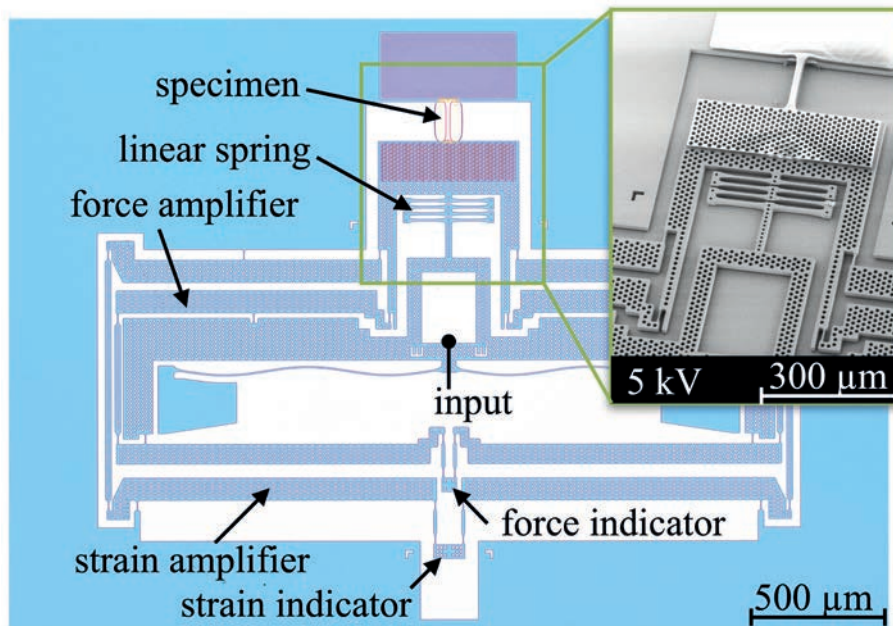 specimen
linear spring
force amplifier
5 kV
300 µm
input
force indicator
strain amplifier
strain indicator
500 µm